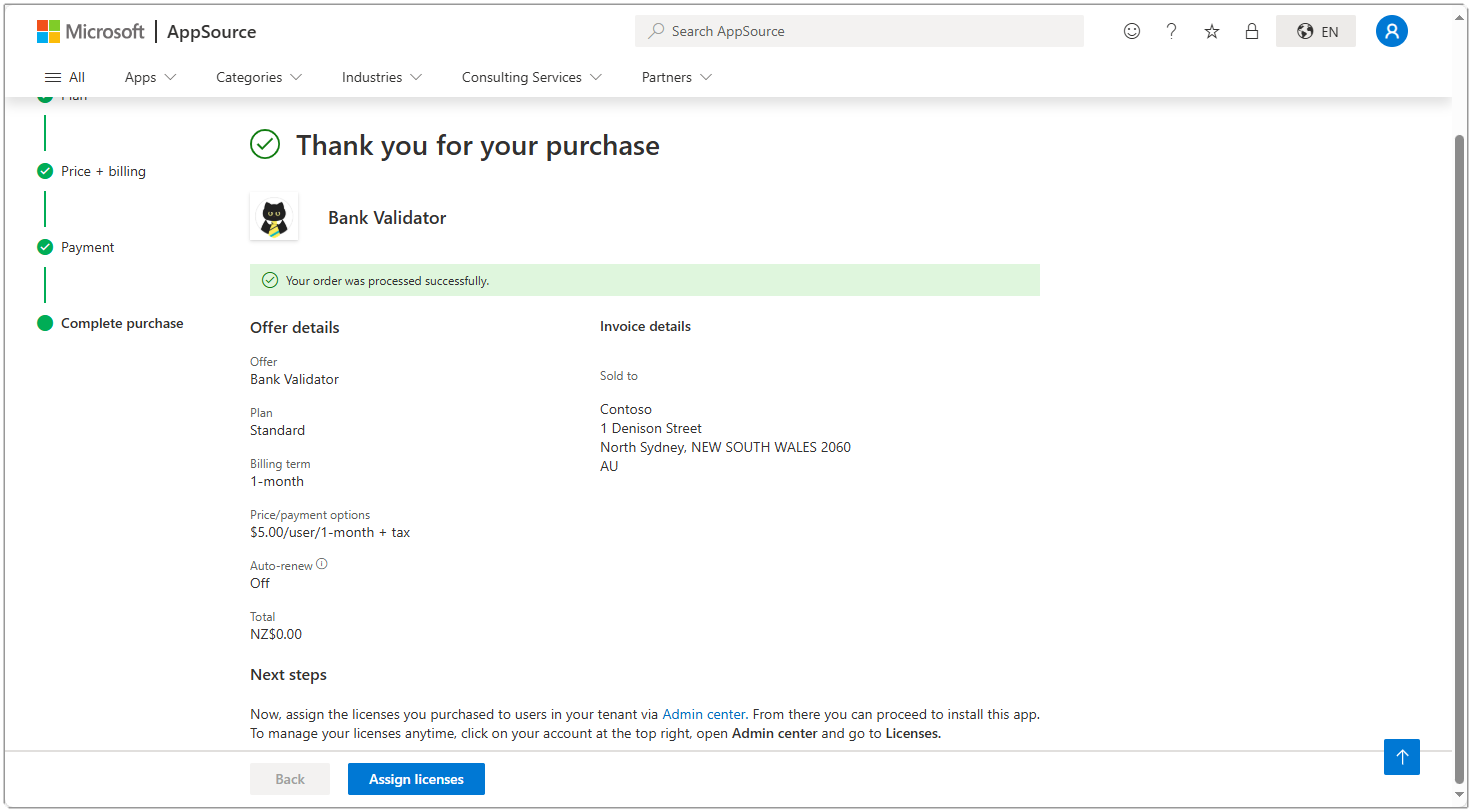 Microsoft | AppSource
Search AppSource
EN
All
Apps
Categories
Industries
Consulting Services
Partners
Plan
Price + billing
Payment
Complete purchase
Thank you for your purchase
Bank Validator
Your order was processed successfully.
Offer details
Offer
Bank Validator
Plan
Standard
Billing term
1-month
Price/payment options
$5.00/user/1-month + tax
Auto-renew
Off
Total
NZ$0.00
Invoice details
Sold to
Contoso
1 Denison Street
North Sydney, NEW SOUTH WALES 2060
AU
Next steps
Now, assign the licenses you purchased to users in your tenant via Admin center. From there you can proceed to install this app.
To manage your licenses anytime, click on your account at the top right, open Admin center and go to Licenses.
Back
Assign licenses